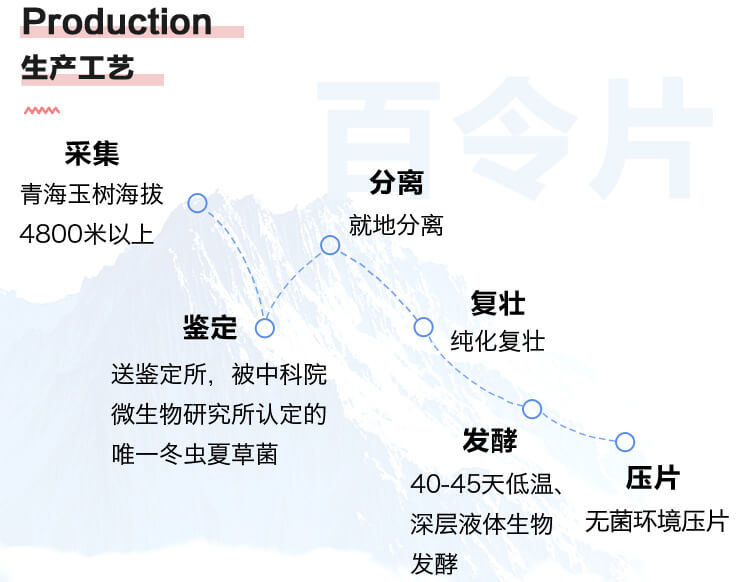 Production
生产工艺
百令片
采集
青海玉树海拔
4800米以上
鉴定
送鉴定所，被中科院
微生物研究所认定的
唯一冬虫夏草菌
分离
就地分离
复壮
纯化复壮
发酵
40-45天低温、
深层液体生物
发酵
压片
无菌环境压片